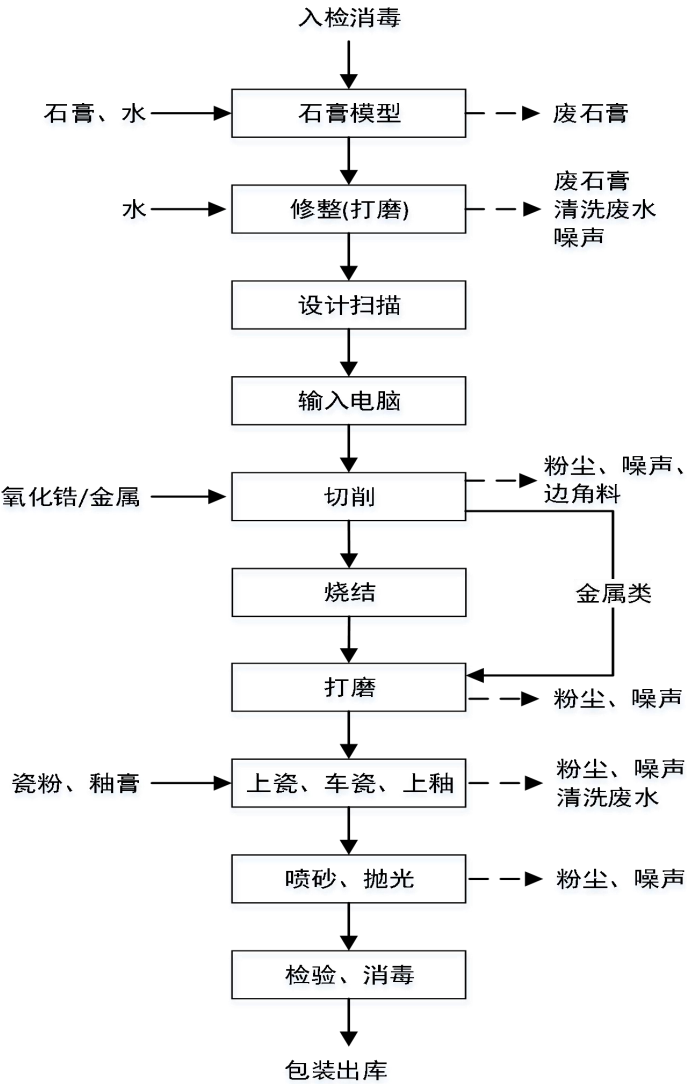 入检消毒
石膏、水
石膏模型
废石膏
水
修整(打磨)
废石膏
清洗废水
噪声
设计扫描
输入电脑
氧化锆/金属
切削
粉尘、噪声、
边角料
烧结
金属类
打磨
粉尘、噪声
瓷粉、釉膏
上瓷、车瓷、上釉
粉尘、噪声
清洗废水
喷砂、抛光
粉尘、噪声
检验、消毒
包装出库